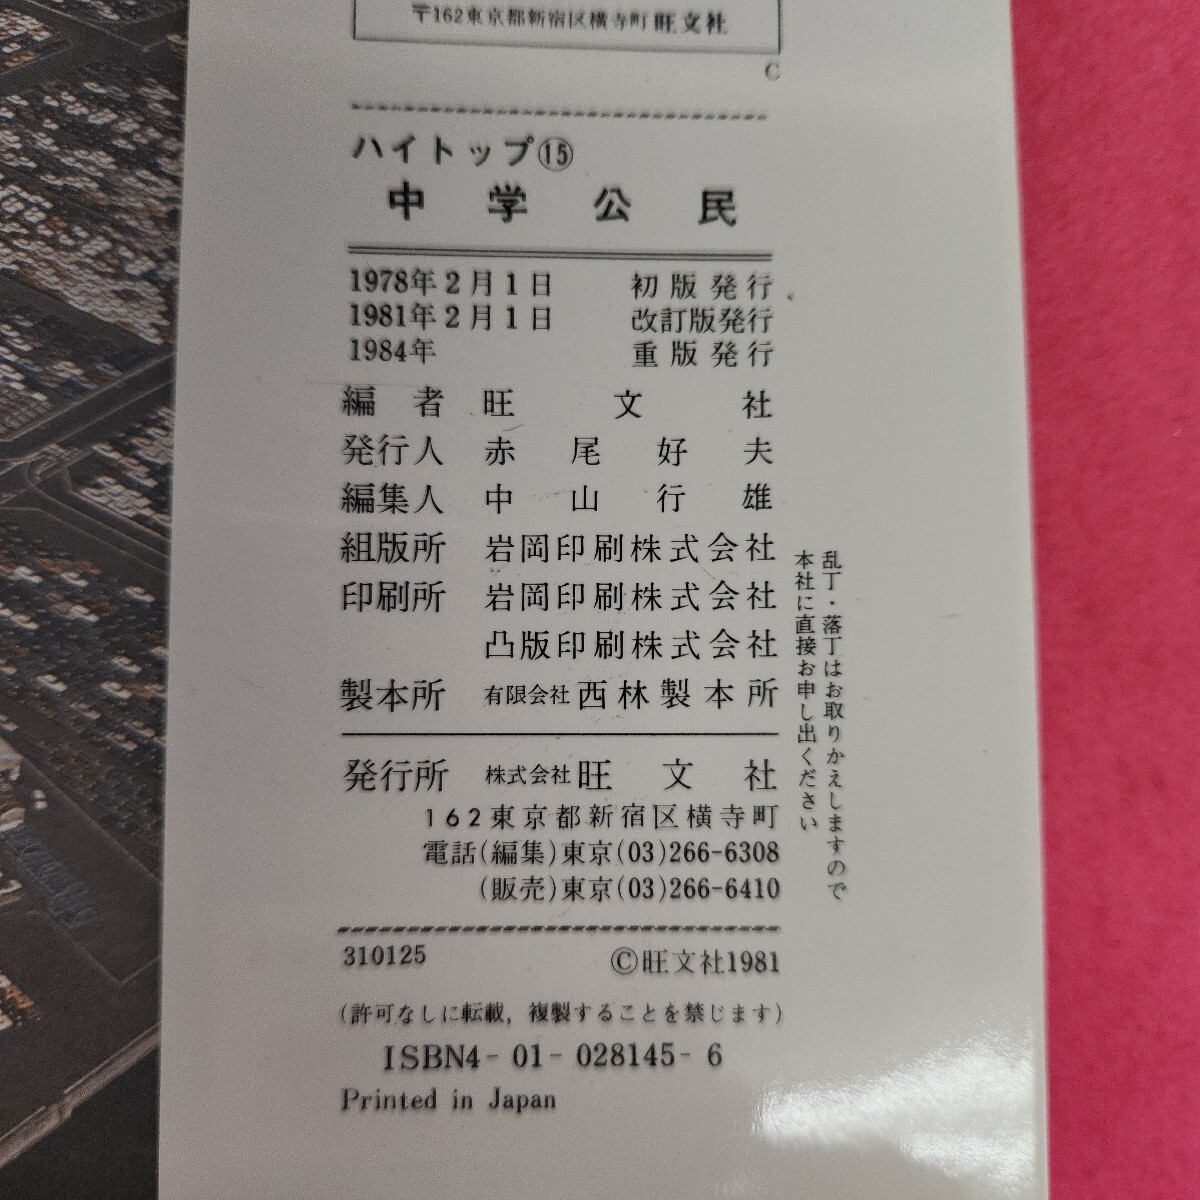 〒162東京都新宿区横寺町 旺文社
C
ハイトップ⑮
中学公民
1978年2月1日 初版発行
1981年2月1日 改訂版発行
1984年 重版発行
編者 旺文社
発行人 赤尾好夫
編集人 中山行雄
組版所 岩岡印刷株式会社
印刷所 岩岡印刷株式会社
凸版印刷株式会社
製本所 有限会社 西林製本所
発行所 株式会社 旺文社
162東京都新宿区横寺町
電話(編集)東京(03)266-6308
(販売)東京(03)266-6410
乱丁・落丁はお取りかえしますので
本社に直接お申し出ください
310125 ©旺文社1981
(許可なしに転載,複製することを禁じます)
ISBN4-01-028145-6
Printed in Japan